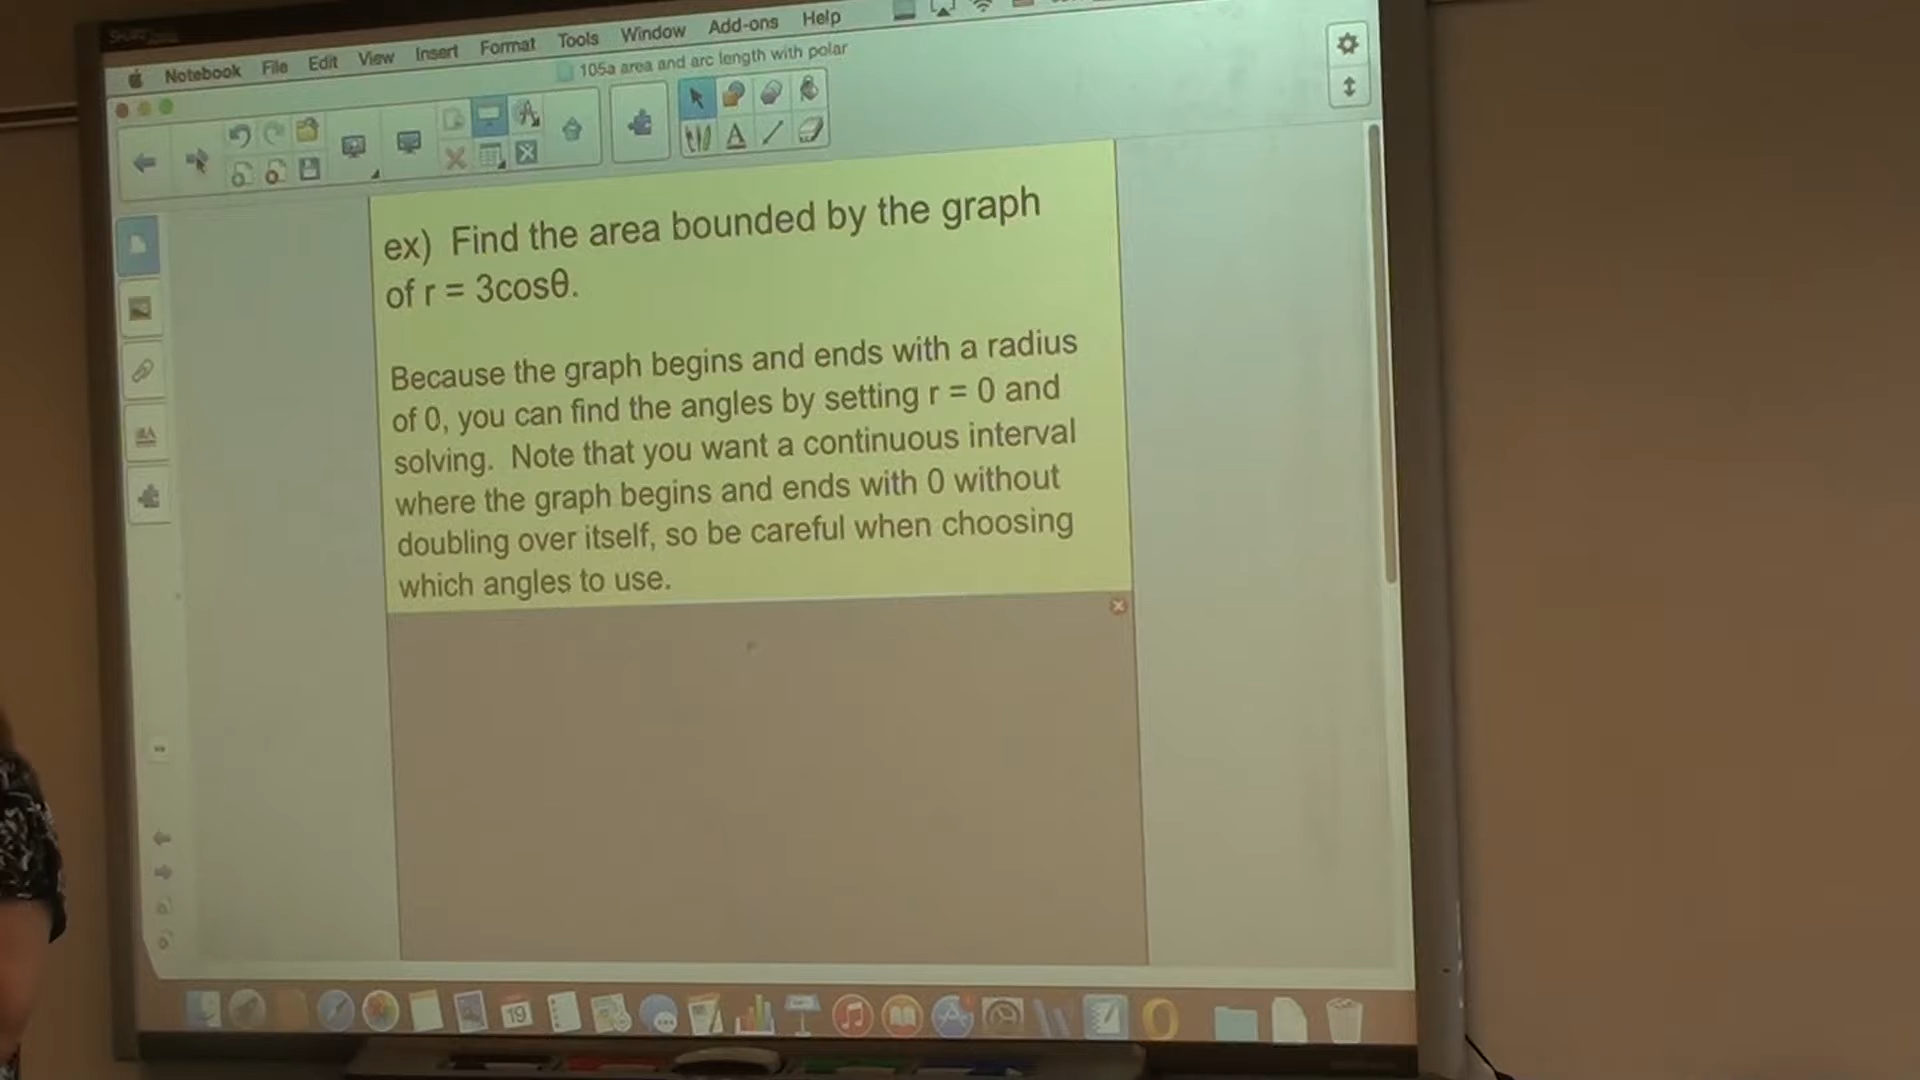 Notebook File Edit View Insert Format Tools Window Add-ons Help
105a area and arc length with polar
ex) Find the area bounded by the graph
of r = 3cosθ.
Because the graph begins and ends with a radius
of 0, you can find the angles by setting r = 0 and
solving. Note that you want a continuous interval
where the graph begins and ends with 0 without
doubling over itself, so be careful when choosing
which angles to use.
19